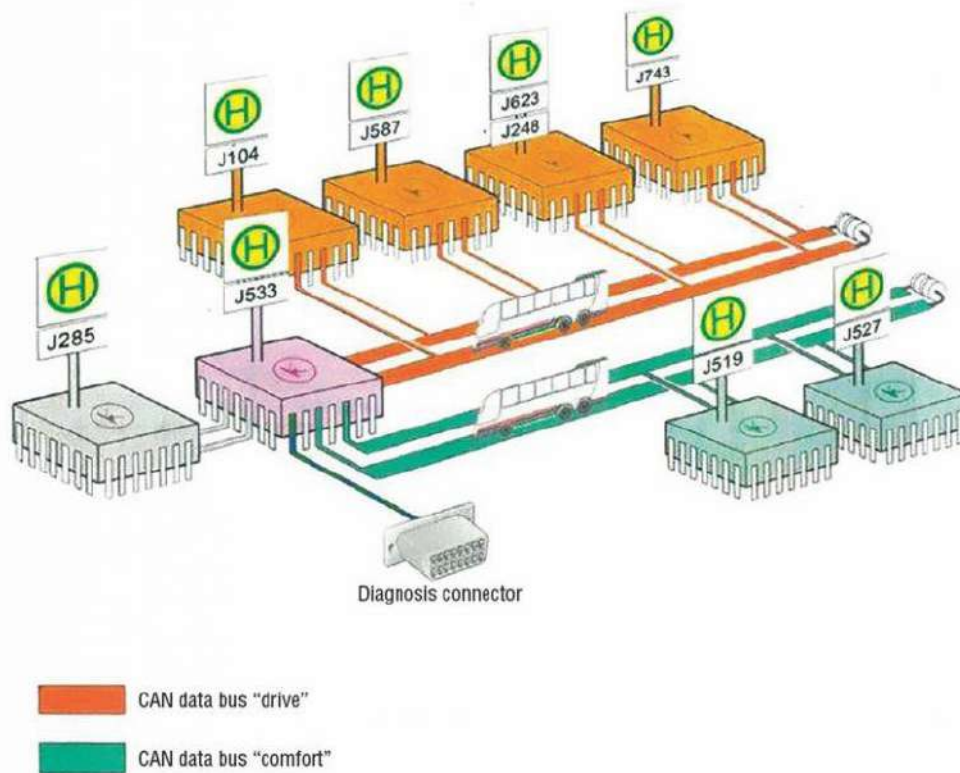 H
J743
H
J623
J248
H
J587
H
J104
H
J533
H
J285
H
J527
H
J519
Diagnosis connector
CAN data bus “drive”
CAN data bus “comfort”